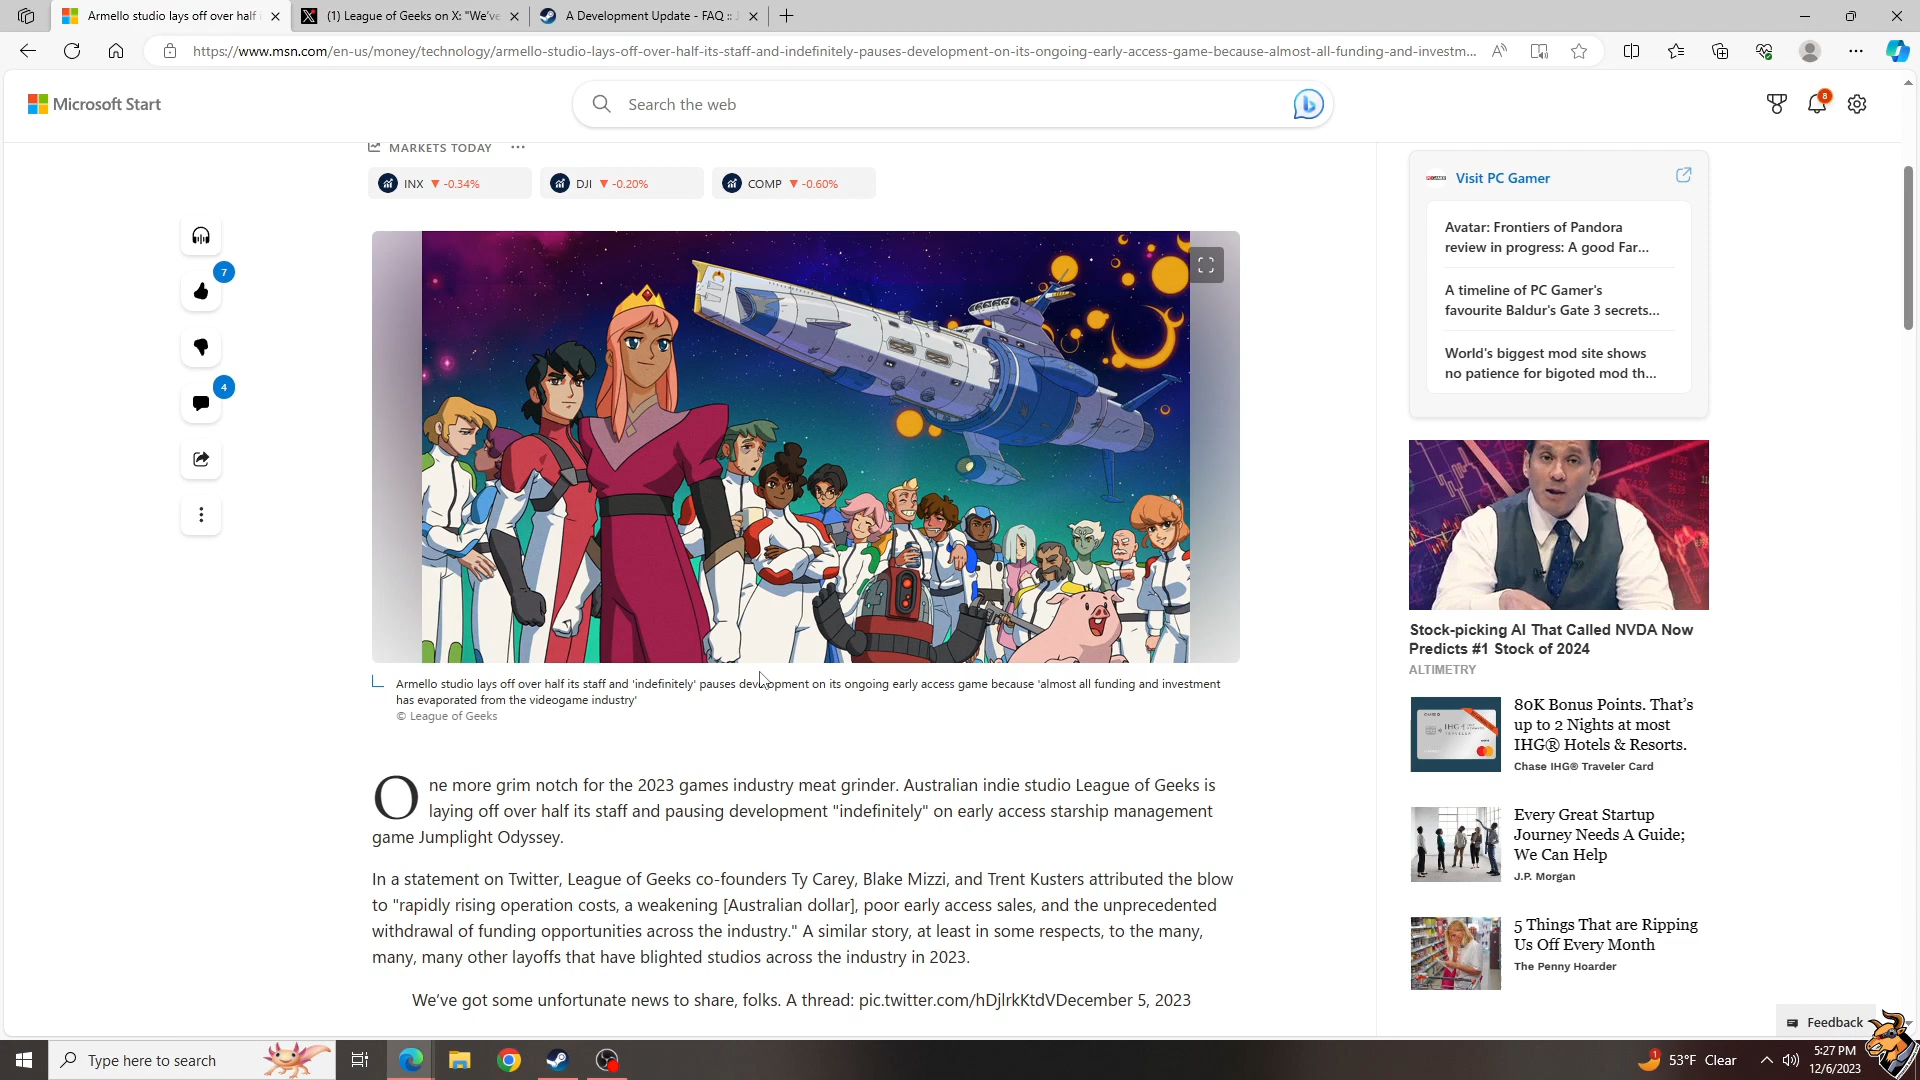 Armello studio lays off over half i
(1) League of Geeks on X: "We've
A Development Update - FAQ ::
https://www.msn.com/en-us/money/technology/armello-studio-lays-off-over-half-its-staff-and-indefinitely-pauses-development-on-its-ongoing-early-access-game-because-almost-all-funding-and-investm...
Microsoft Start
Search the web
8
MARKETS TODAY
INX -0.34%
DJI -0.20%
COMP -0.60%
7
4
Armello studio lays off over half its staff and 'indefinitely' pauses development on its ongoing early access game because 'almost all funding and investment
has evaporated from the videogame industry'
© League of Geeks
One more grim notch for the 2023 games industry meat grinder. Australian indie studio League of Geeks is
laying off over half its staff and pausing development "indefinitely" on early access starship management
game Jumplight Odyssey.
In a statement on Twitter, League of Geeks co-founders Ty Carey, Blake Mizzi, and Trent Kusters attributed the blow
to "rapidly rising operation costs, a weakening [Australian dollar], poor early access sales, and the unprecedented
withdrawal of funding opportunities across the industry." A similar story, at least in some respects, to the many,
many, many other layoffs that have blighted studios across the industry in 2023.
We've got some unfortunate news to share, folks. A thread: pic.twitter.com/hDjlrkKtdVDecember 5, 2023
PC GAMER
Visit PC Gamer
Avatar: Frontiers of Pandora
review in progress: A good Far...
A timeline of PC Gamer's
favourite Baldur's Gate 3 secrets...
World's biggest mod site shows
no patience for bigoted mod th...
Stock-picking AI That Called NVDA Now
Predicts #1 Stock of 2024
ALTIMETRY
80K Bonus Points. That's
up to 2 Nights at most
IHG® Hotels & Resorts.
Chase IHG® Traveler Card
Every Great Startup
Journey Needs A Guide;
We Can Help
J.P. Morgan
5 Things That are Ripping
Us Off Every Month
The Penny Hoarder
Feedback
Type here to search
1
53°F Clear
5:27 PM
12/6/2023